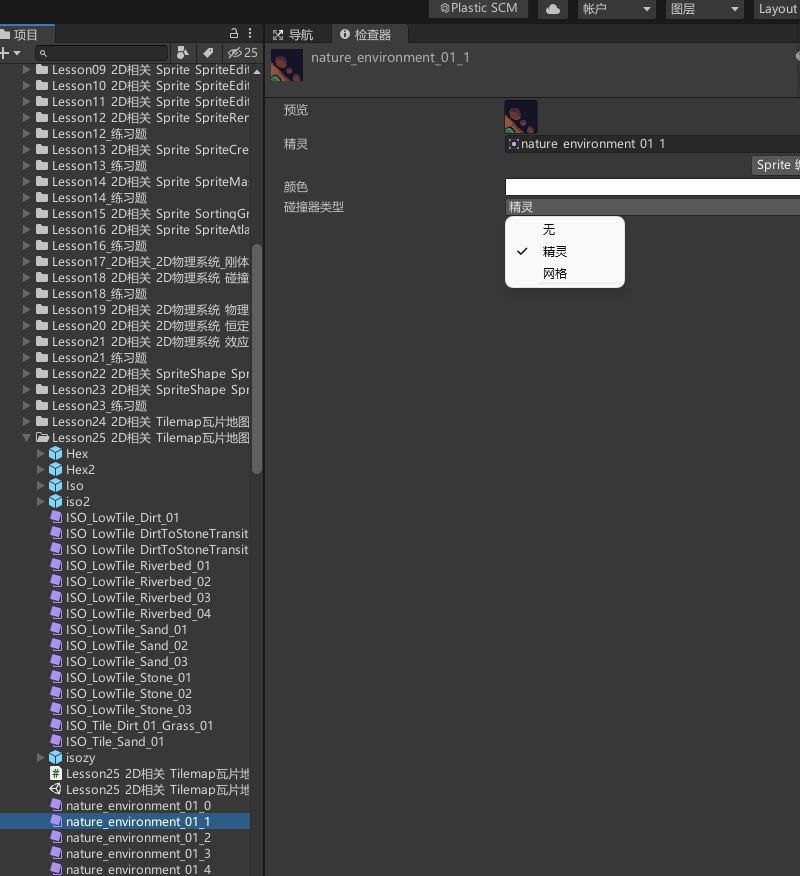 Plastic SCM
帐户
图层
Layout
项目
25
Lesson09 2D相关 Sprite SpriteEdit
Lesson10 2D相关 Sprite SpriteEdit
Lesson11 2D相关 Sprite SpriteEdit
Lesson12 2D相关 Sprite SpriteRen
Lesson12_练习题
Lesson13 2D相关 Sprite SpriteCre
Lesson13_练习题
Lesson14 2D相关 Sprite SpriteMa
Lesson14_练习题
Lesson15 2D相关 Sprite SortingGr
Lesson16 2D相关 Sprite SpriteAtla
Lesson16_练习题
Lesson17_2D相关_2D物理系统_刚体
Lesson18 2D相关 2D物理系统 碰撞
Lesson18_练习题
Lesson19 2D相关 2D物理系统 物理
Lesson20 2D相关 2D物理系统 恒定
Lesson21 2D相关 2D物理系统 效应
Lesson21_练习题
Lesson22 2D相关 SpriteShape Spr
Lesson23 2D相关 SpriteShape Spr
Lesson23_练习题
Lesson24 2D相关 Tilemap瓦片地图
Lesson25 2D相关 Tilemap瓦片地图
Hex
Hex2
Iso
iso2
ISO_LowTile_Dirt_01
ISO LowTile DirtToStoneTransit
ISO LowTile DirtToStoneTransit
ISO_LowTile_Riverbed_01
ISO_LowTile_Riverbed_02
ISO_LowTile_Riverbed_03
ISO_LowTile_Riverbed_04
ISO_LowTile_Sand_01
ISO_LowTile_Sand_02
ISO_LowTile_Sand_03
ISO_LowTile_Stone_01
ISO_LowTile_Stone_02
ISO_LowTile_Stone_03
ISO_Tile_Dirt_01_Grass_01
ISO_Tile_Sand_01
isozy
Lesson25 2D相关 Tilemap瓦片地
Lesson25 2D相关 Tilemap瓦片地
nature_environment_01_0
nature_environment_01_1
nature_environment_01_2
nature_environment_01_3
nature_environment_01_4
导航
检查器
nature_environment_01_1
预览
精灵
nature environment 01 1
Sprite 编
颜色
碰撞器类型
精灵
无
精灵
网格